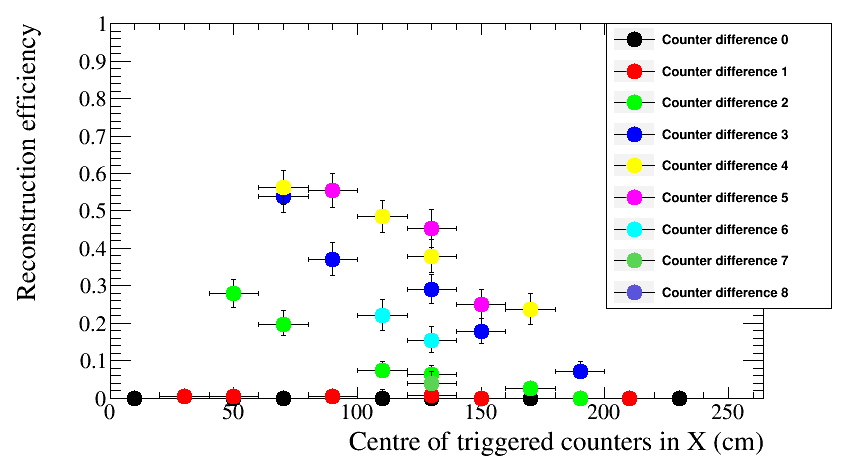 Reconstruction efficiency
1
0.9
0.8
0.7
0.6
0.5
0.4
0.3
0.2
0.1
0
0 50 100 150 200 250
Centre of triggered counters in X (cm)
Counter difference 0
Counter difference 1
Counter difference 2
Counter difference 3
Counter difference 4
Counter difference 5
Counter difference 6
Counter difference 7
Counter difference 8